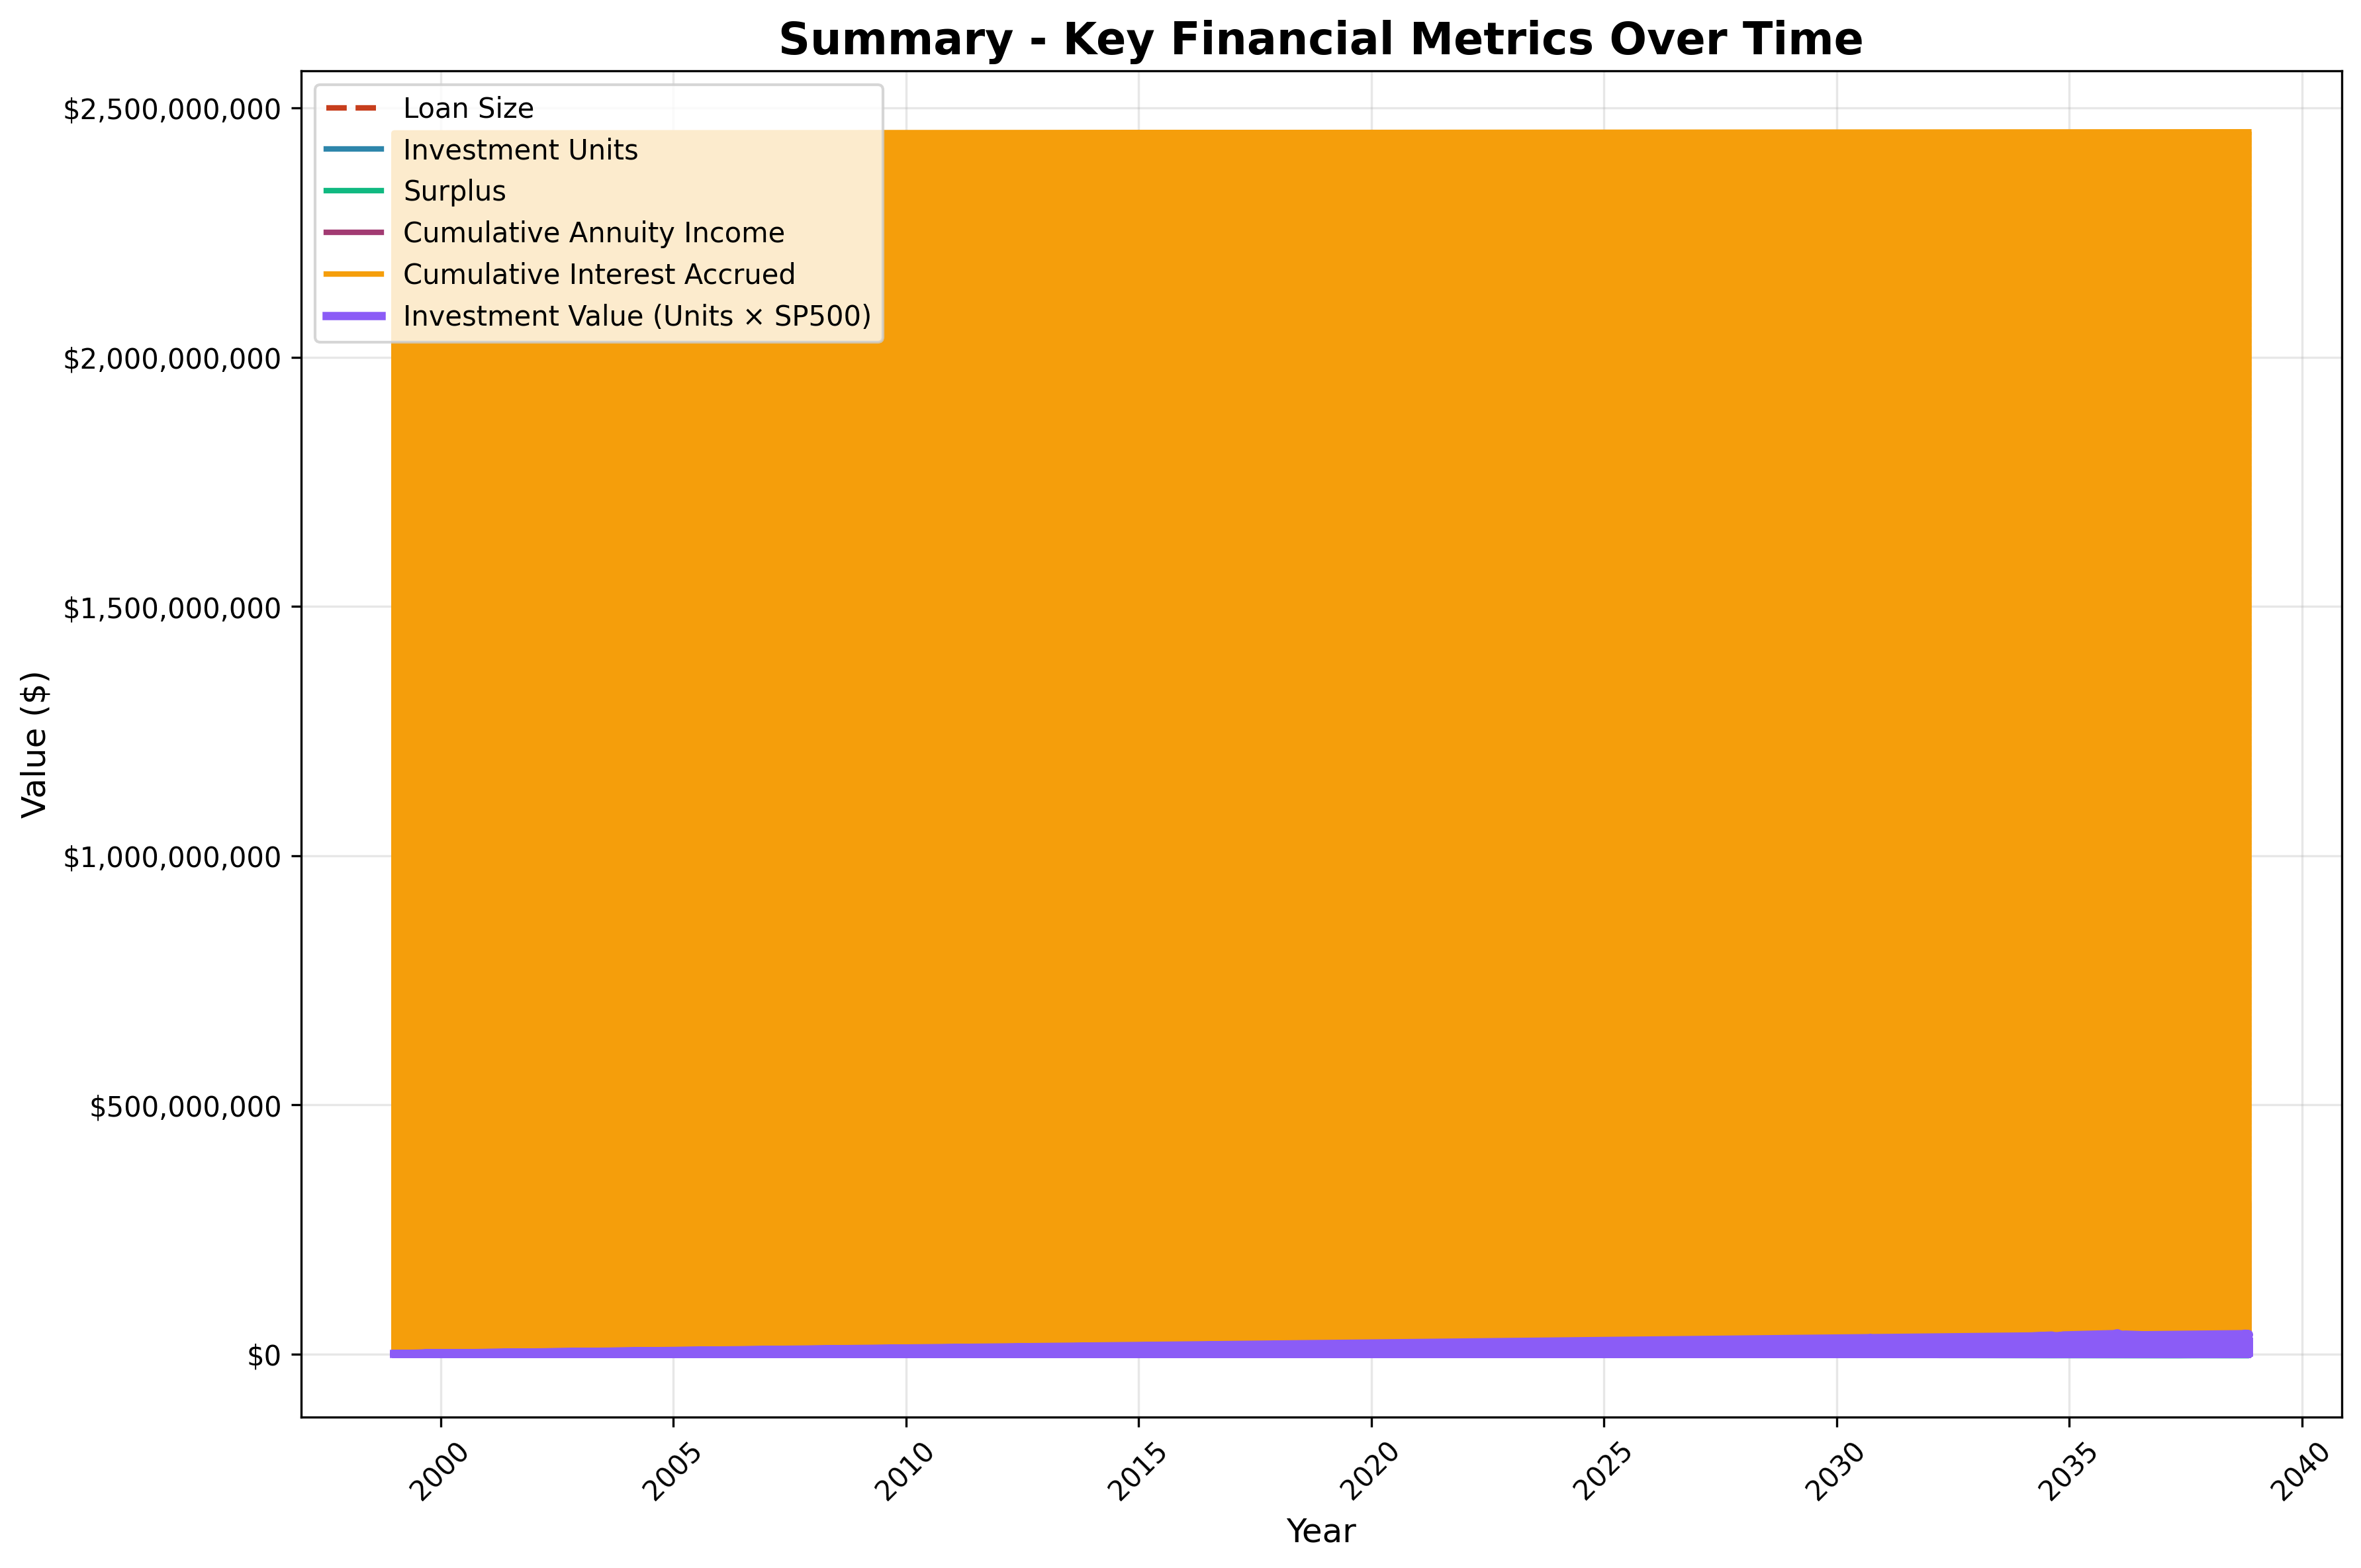 Summary - Key Financial Metrics Over Time
Loan Size
Investment Units
Surplus
Cumulative Annuity Income
Cumulative Interest Accrued
Investment Value (Units × SP500)
Value ($)
$2,500,000,000
$2,000,000,000
$1,500,000,000
$1,000,000,000
$500,000,000
$0
2000
2005
2010
2015
2020
2025
2030
2035
2040
Year